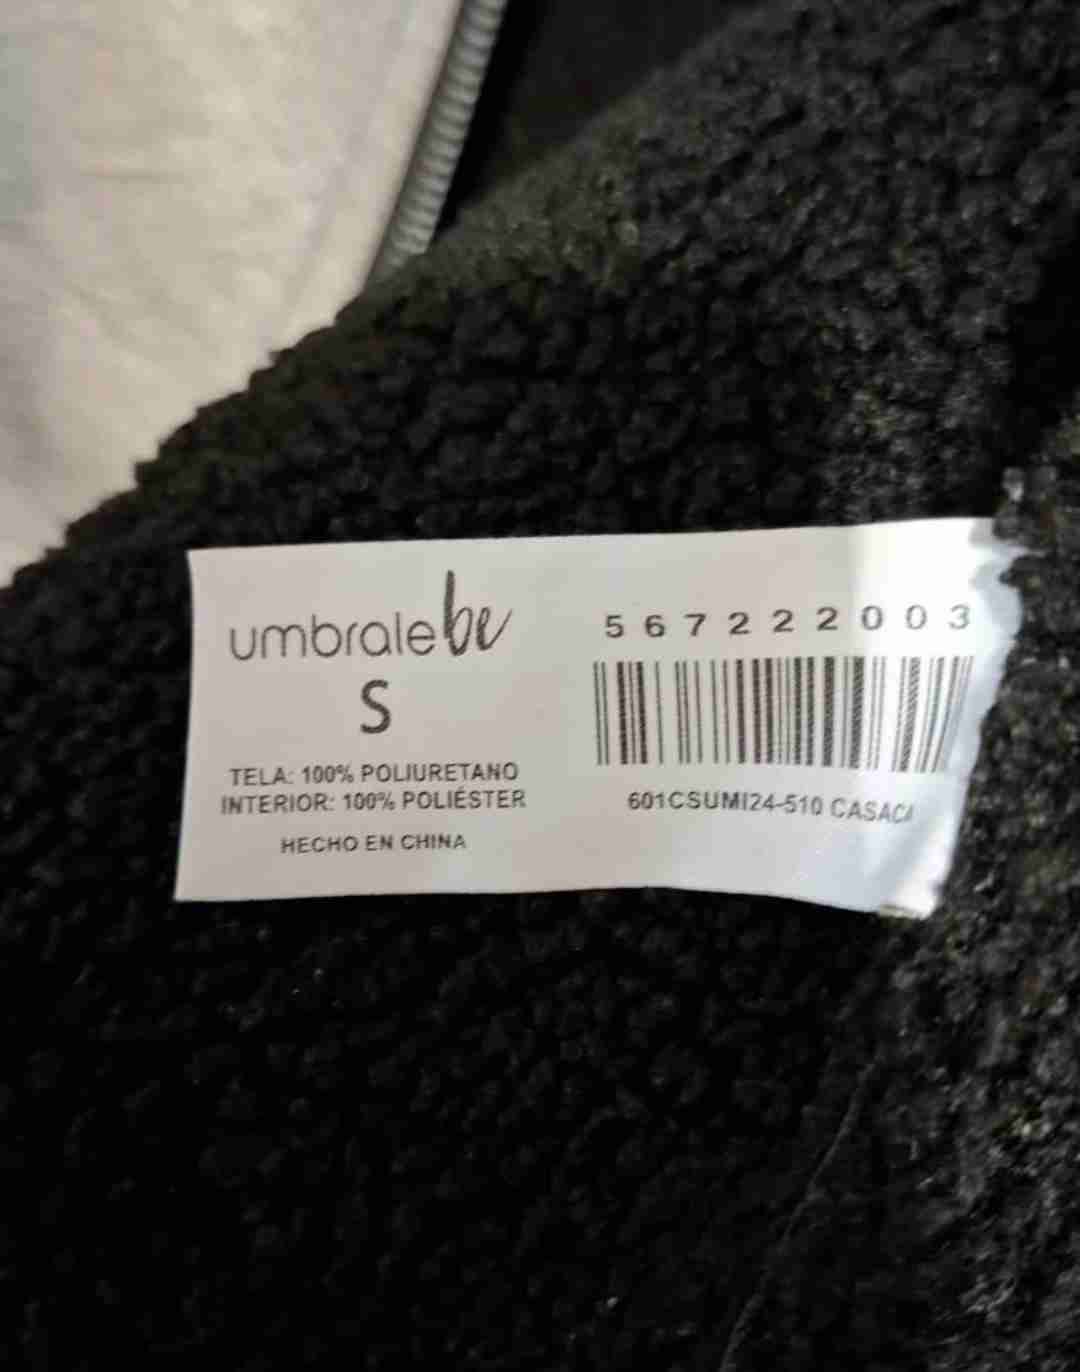 umbrale be
S
TELA: 100% POLIURETANO
INTERIOR: 100% POLIÉSTER
HECHO EN CHINA
567222003
601CSUMI24-510 CASACA